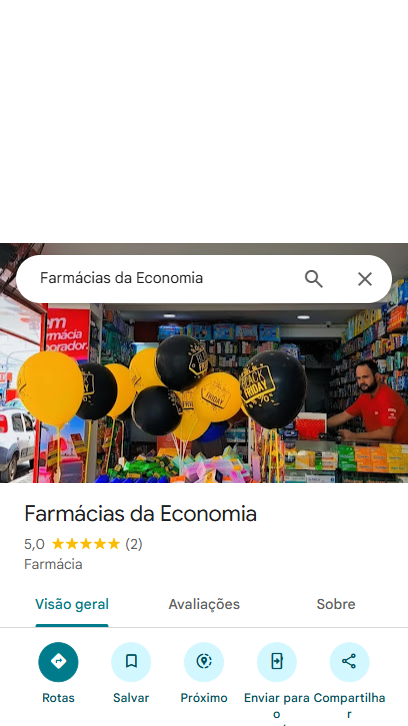 Farmácias da Economia
em
rmácia
orador.
FRIDAY
Farmácias da Economia
5,0 ★★★★★ (2)
Farmácia
Visão geral Avaliações Sobre
Rotas Salvar Próximo Enviar para o Compartilhar